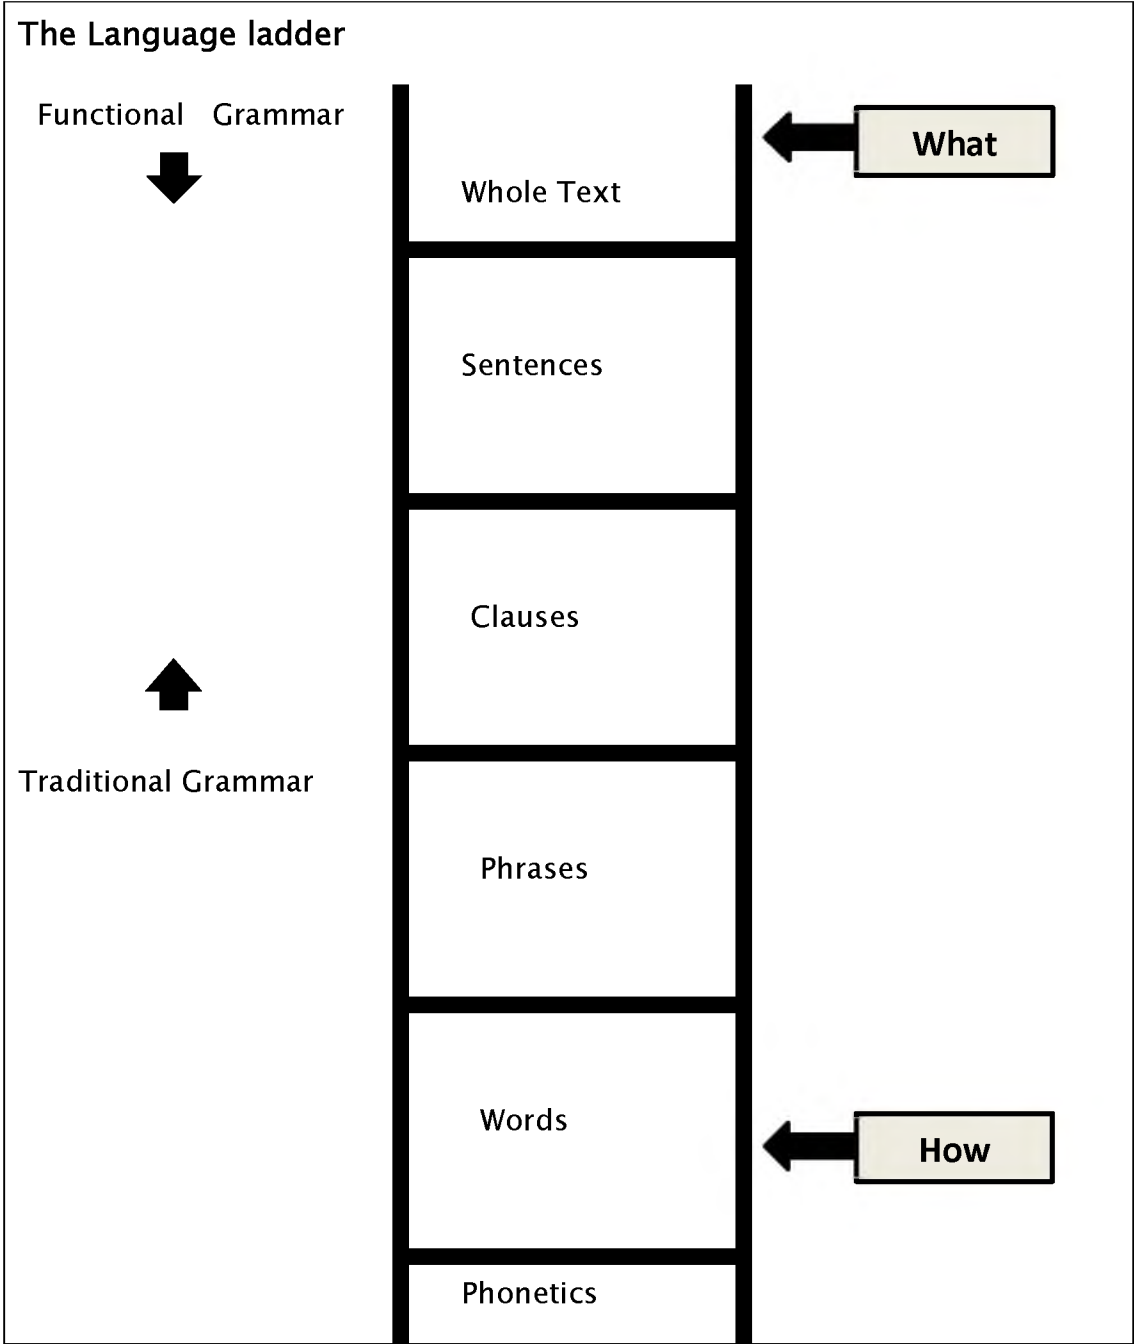 The Language ladder
Functional Grammar
What
Whole Text
Sentences
Clauses
Traditional Grammar
Phrases
Words
How
Phonetics